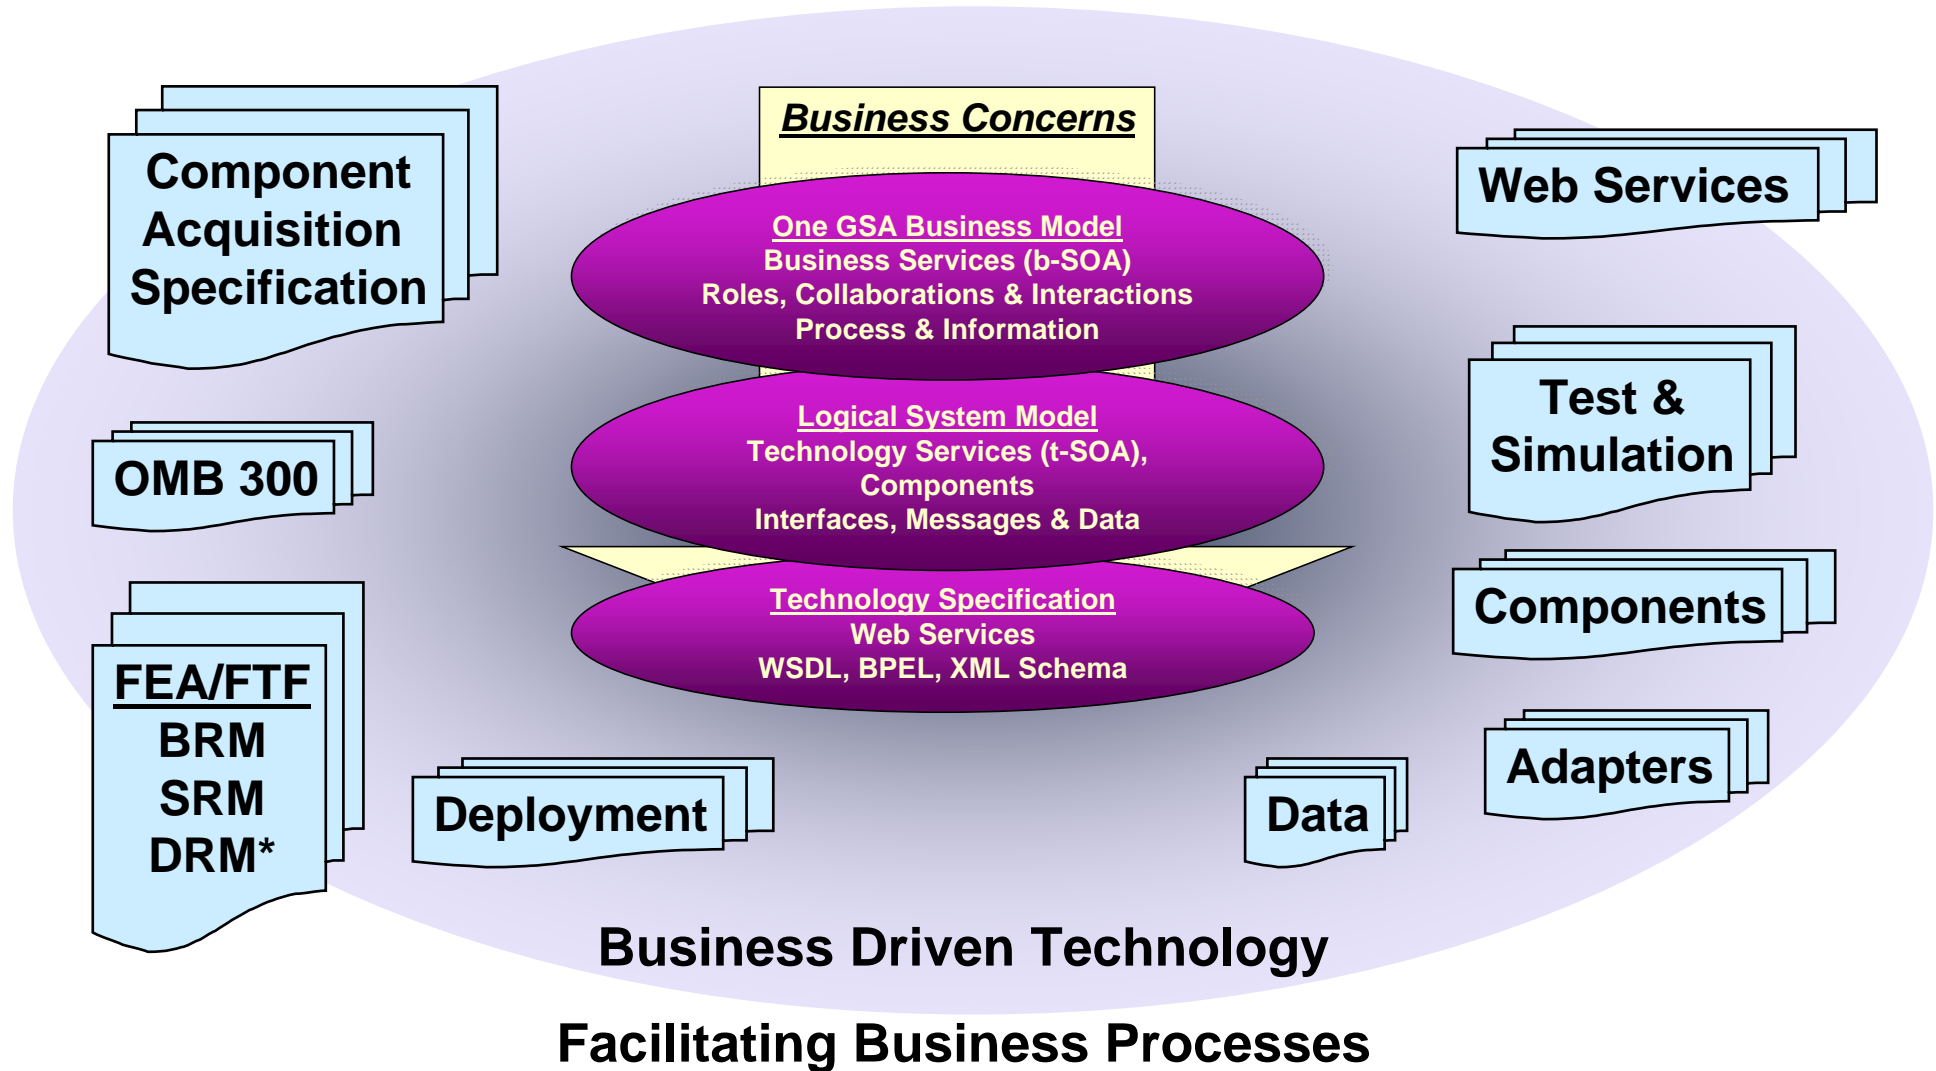 Business Concerns
Component
Acquisition
Specification
Web Services
One GSA Business Model
Business Services (b-SOA)
Roles, Collaborations & Interactions
Process & Information
Test &
Simulation
Logical System Model
Technology Services (t-SOA),
Components
Interfaces, Messages & Data
OMB 300
Components
Technology Specification
Web Services
WSDL, BPEL, XML Schema
FEA/FTF
BRM
SRM
DRM*
Adapters
Deployment
Data
Business Driven Technology
Facilitating Business Processes